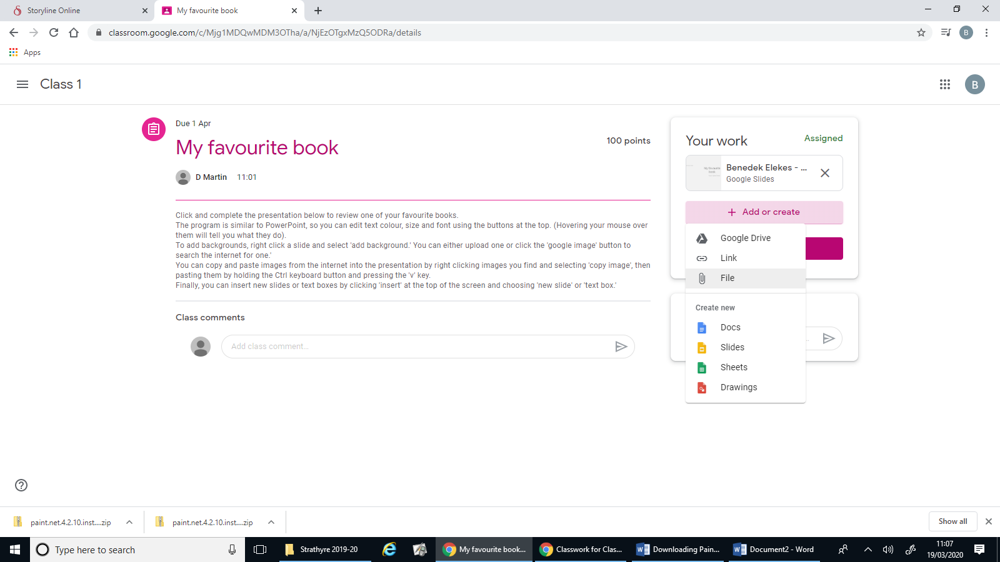 Storyline Online
My favourite book
classroom.google.com/c/Mjg1MDQwMDM3OTha/a/NjEzOTgxMzQ5ODRa/details
B
Apps
Class 1
B
Due 1 Apr
My favourite book
100 points
D Martin 11:01
Click and complete the presentation below to review one of your favourite books.
The program is similar to PowerPoint, so you can edit text colour, size and font using the buttons at the top. (Hovering your mouse over
them will tell you what they do).
To add backgrounds, right click a slide and select 'add background.' You can either upload one or click the 'google image' button to
search the internet for one.'
You can copy and paste images from the internet into the presentation by right clicking images you find and selecting 'copy image', then
pasting them by holding the Ctrl keyboard button and pressing the 'v' key.
Finally, you can insert new slides or text boxes by clicking 'insert' at the top of the screen and choosing 'new slide' or 'text box.'
Class comments
Add class comment...
Your work
Assigned
My favourite
book
Benedek Elekes - ...
Google Slides
+ Add or create
Google Drive
Link
File
Create new
Docs
Slides
Sheets
Drawings
paint.net.4.2.10.inst....zip
paint.net.4.2.10.inst....zip
Show all
Type here to search
Strathyre 2019-20
My favourite book...
Classwork for Clas...
Downloading Pain...
Document2 - Word
11:07
19/03/2020